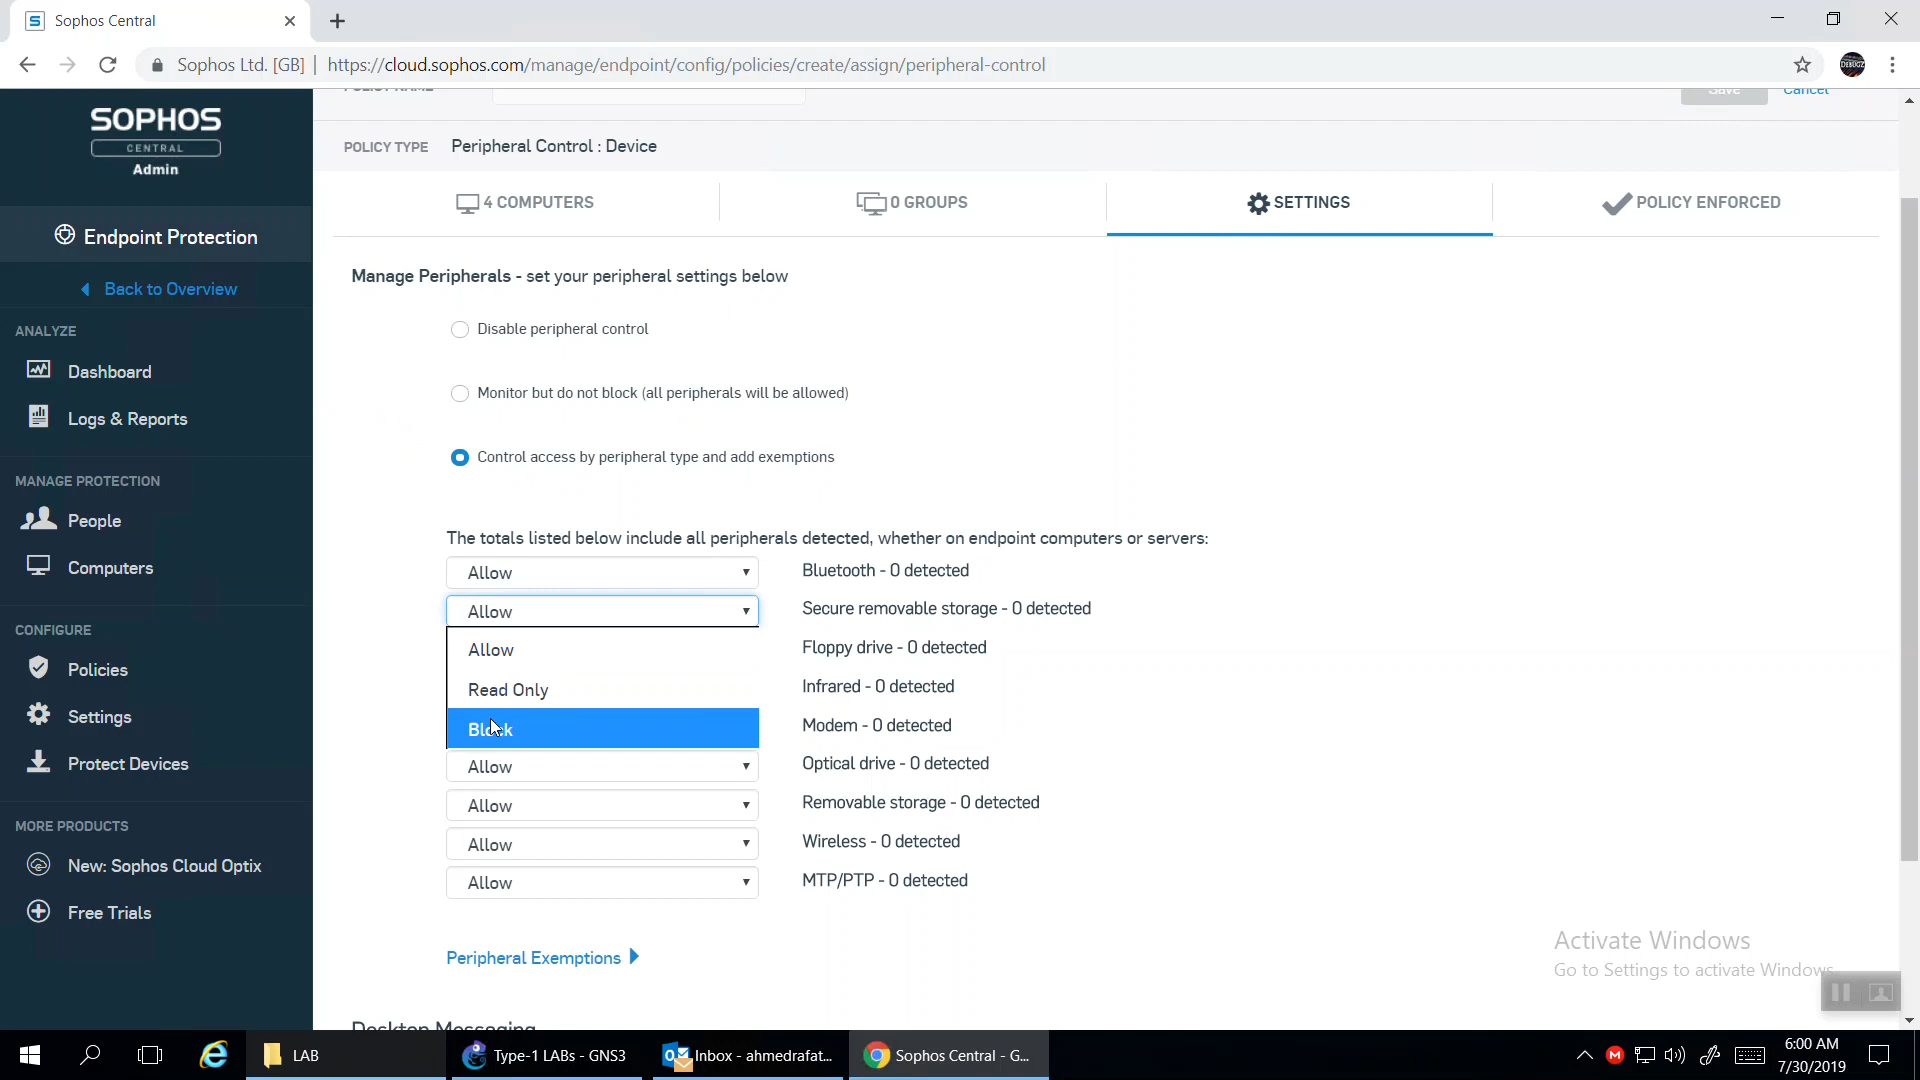 Sophos Central
Sophos Ltd. [GB] | https://cloud.sophos.com/manage/endpoint/config/policies/create/assign/peripheral-control
SOPHOS
CENTRAL
Admin
Endpoint Protection
Back to Overview
ANALYZE
Dashboard
Logs & Reports
MANAGE PROTECTION
People
Computers
CONFIGURE
Policies
Settings
Protect Devices
MORE PRODUCTS
New: Sophos Cloud Optix
Free Trials
POLICY NAME
Save Cancel
POLICY TYPE Peripheral Control : Device
4 COMPUTERS 0 GROUPS SETTINGS POLICY ENFORCED
Manage Peripherals - set your peripheral settings below
Disable peripheral control
Monitor but do not block (all peripherals will be allowed)
Control access by peripheral type and add exemptions
The totals listed below include all peripherals detected, whether on endpoint computers or servers:
Allow Bluetooth - 0 detected
Allow Secure removable storage - 0 detected
Allow Floppy drive - 0 detected
Read Only Infrared - 0 detected
Block Modem - 0 detected
Allow Optical drive - 0 detected
Allow Removable storage - 0 detected
Allow Wireless - 0 detected
Allow MTP/PTP - 0 detected
Peripheral Exemptions
Desktop Messaging
Activate Windows
Go to Settings to activate Windows.
LAB
Type-1 LABs - GNS3
Inbox - ahmedrafat...
Sophos Central - G...
6:00 AM
7/30/2019